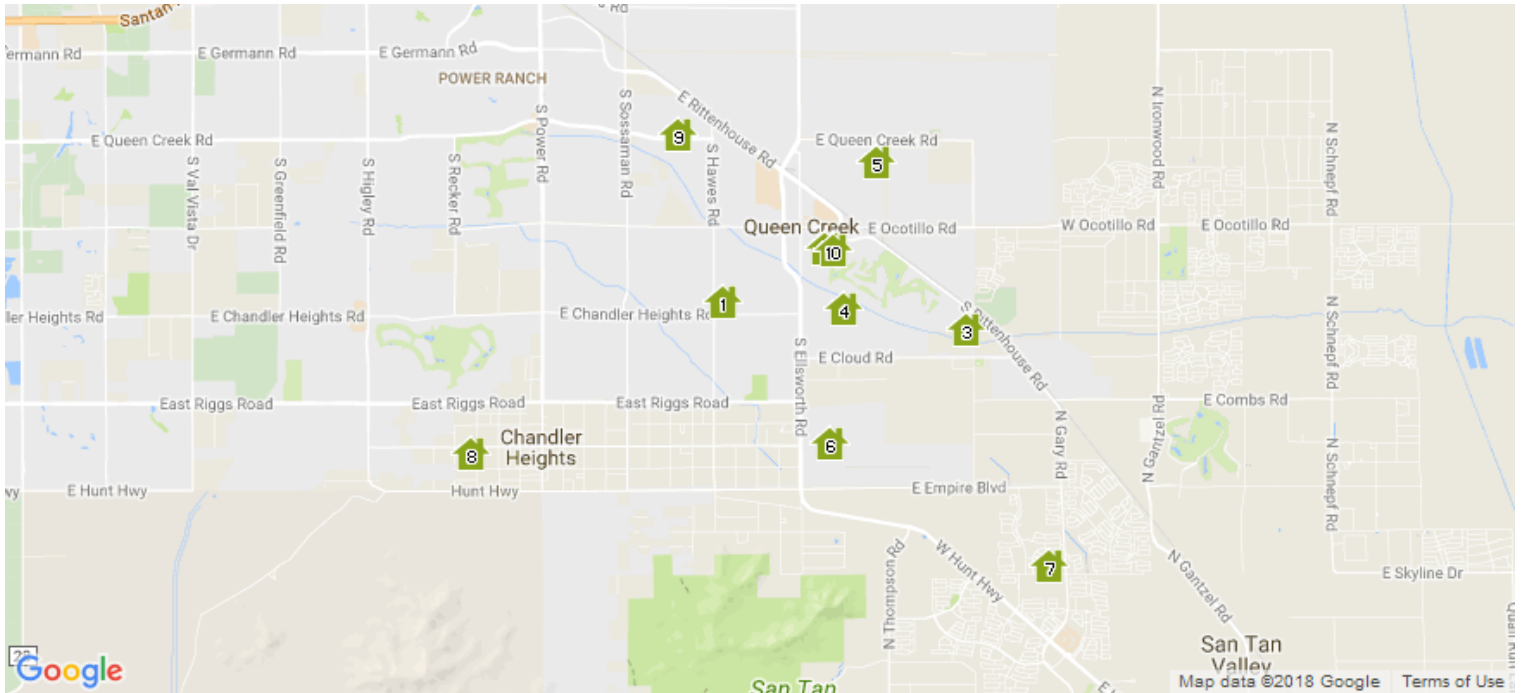 Rd
Santan
ermann Rd
E Germann Rd
E Germann Rd
POWER RANCH
S Power Rd
S Sossaman Rd
E Rittenhouse Rd
N Ironwood Rd
N Schnepf Rd
E Queen Creek Rd
9
S Hawes Rd
E Queen Creek Rd
5
S Val Vista Dr
S Greenfield Rd
S Higley Rd
S Recker Rd
Queen Creek
E Ocotillo Rd
W Ocotillo Rd
E Ocotillo Rd
10
ler Heights Rd
E Chandler Heights Rd
E Chandler Heights Rd
1
4
3
S Rittenhouse Rd
N Schnepf Rd
S Ellsworth Rd
E Cloud Rd
East Riggs Road
East Riggs Road
East Riggs Road
E Combs Rd
N Gary Rd
N Gantzel Rd
N Schnepf Rd
Chandler
Heights
8
6
wy
E Hunt Hwy
Hunt Hwy
E Empire Blvd
N Thompson Rd
W Hunt Hwy
7
N Gantzel Rd
E Skyline Dr
San Tan
Valley
Google
San Tan
Map data ©2018 Google
Terms of Use